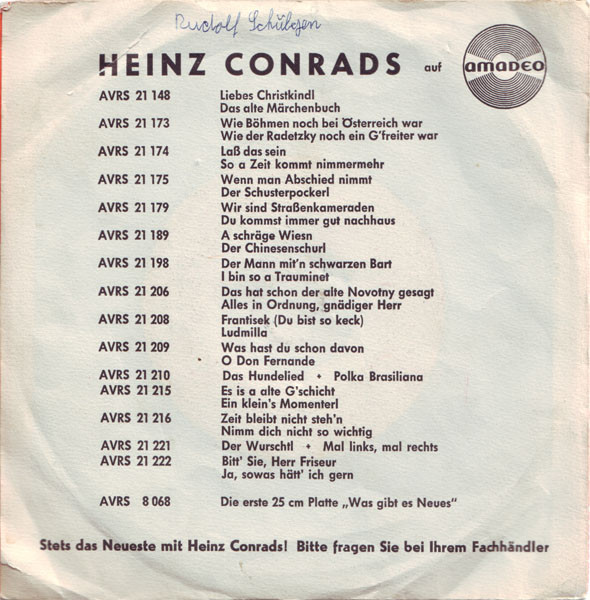 Rudolf Schülgen
HEINZ CONRADS auf AMADEO
AVRS 21 148 Liebes Christkindl
Das alte Märchenbuch
AVRS 21 173 Wie Böhmen noch bei Österreich war
Wie der Radetzky noch ein G'freiter war
AVRS 21 174 Laß das sein
So a Zeit kommt nimmermehr
AVRS 21 175 Wenn man Abschied nimmt
Der Schusterpockerl
AVRS 21 179 Wir sind Straßenkameraden
Du kommst immer gut nachhaus
AVRS 21 189 A schräge Wiesn
Der Chinesenschurl
AVRS 21 198 Der Mann mit'n schwarzen Bart
I bin so a Trauminet
AVRS 21 206 Das hat schon der alte Novotny gesagt
Alles in Ordnung, gnädiger Herr
AVRS 21 208 Frantisek (Du bist so keck)
Ludmilla
AVRS 21 209 Was hast du schon davon
O Don Fernande
AVRS 21 210 Das Hundelied + Polka Brasiliana
AVRS 21 215 Es is a alte G'schicht
Ein klein's Momenterl
AVRS 21 216 Zeit bleibt nicht steh'n
Nimm dich nicht so wichtig
AVRS 21 221 Der Wurschtl + Mal links, mal rechts
AVRS 21 222 Bitt' Sie, Herr Friseur
Ja, sowas hätt' ich gern
AVRS 8 068 Die erste 25 cm Platte „Was gibt es Neues"
Stets das Neueste mit Heinz Conrads! Bitte fragen Sie bei Ihrem Fachhändler